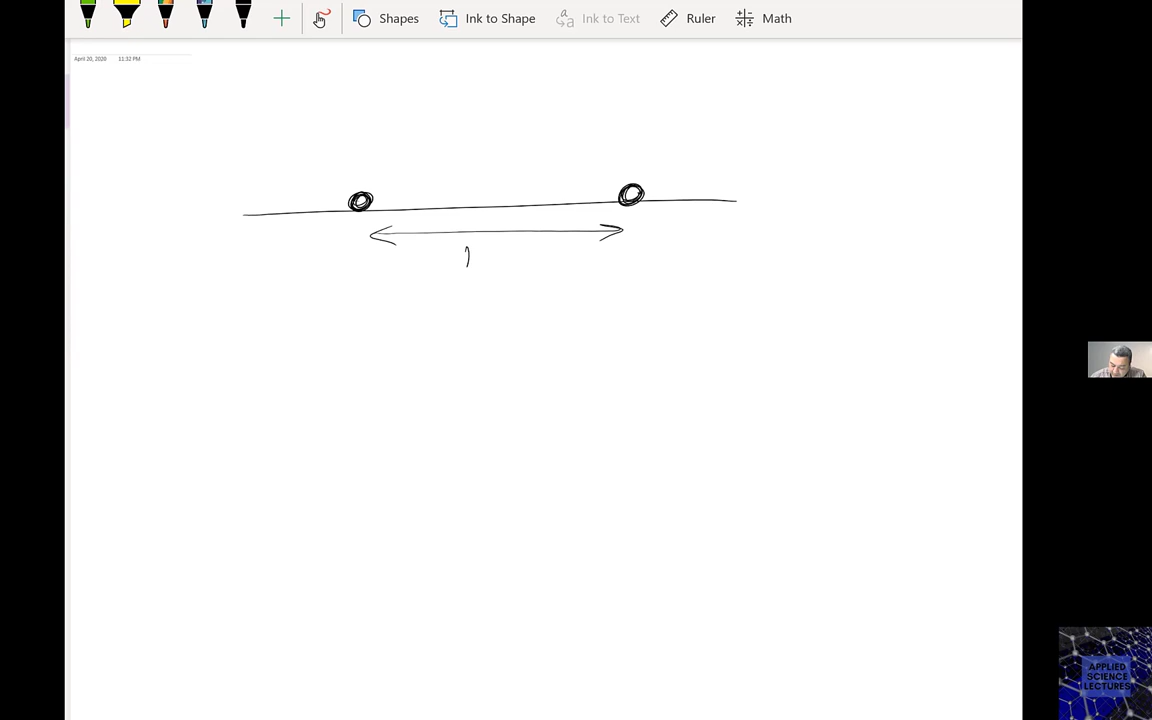 Shapes Ink to Shape Ink to Text Ruler Math
April 20, 2020 11:32 PM
APPLIED
SCIENCE
LECTURES